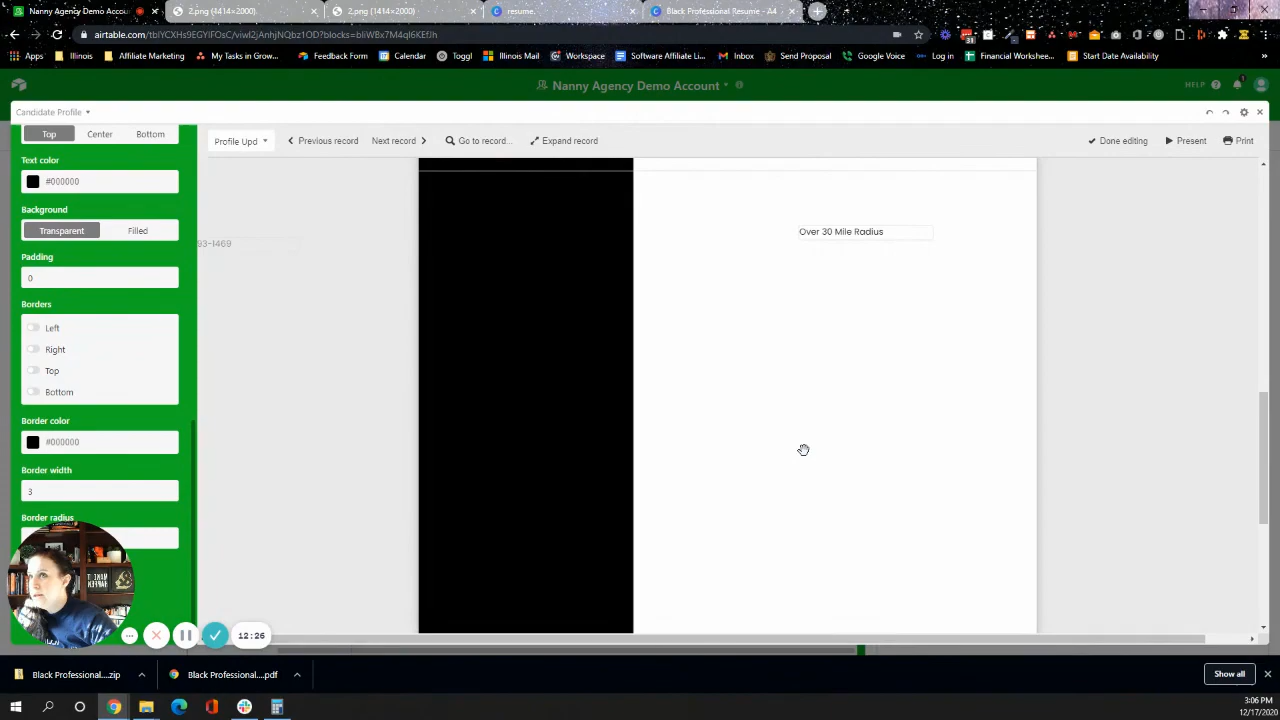 Nanny Agency Demo Accou
2.png (1414×2000)
2.png (1414×2000)
resume.
Black Professional Resume - A4
airtable.com/tblYCXHs9EGYIFOsC/viwI2jAnhjNQbz1OD?blocks=bliWBx7M4ql6KEfJh
Apps
Illinois
Affiliate Marketing
My Tasks in Grow...
Feedback Form
Calendar
Toggl
Illinois Mail
Workspace
Software Affiliate Li...
Inbox
Send Proposal
Google Voice
Log in
Financial Workshee...
Start Date Availability
Nanny Agency Demo Account
HELP
Candidate Profile
Top
Center
Bottom
Profile Upd
Previous record
Next record
Go to record...
Expand record
Done editing
Present
Print
Text color
#000000
Background
Transparent
Filled
Over 30 Mile Radius
93-1469
Padding
0
Borders
Left
Right
Top
Bottom
Border color
#000000
Border width
3
Border radius
12:26
Black Professional....zip
Black Professional....pdf
Show all
3:06 PM
12/17/2020